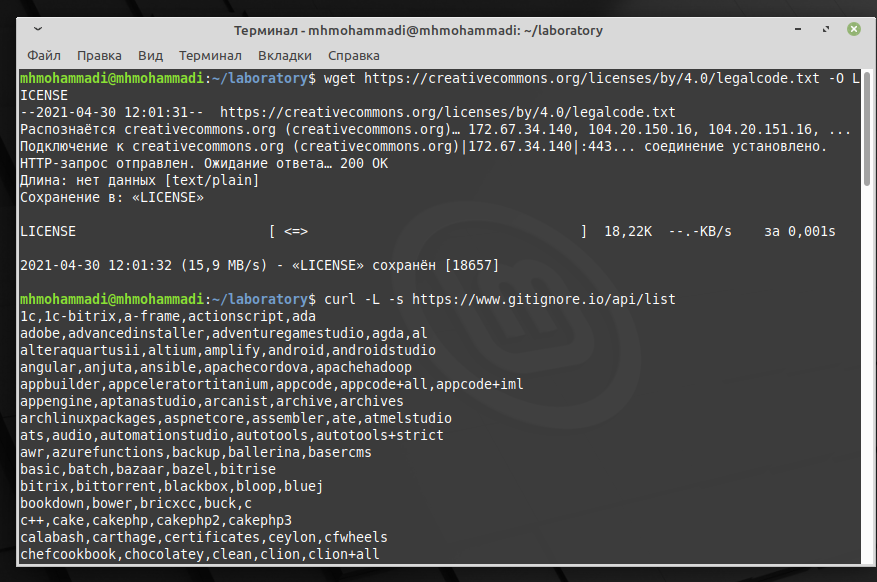 Терминал - mhmohammadi@mhmohammadi: ~/laboratory
Файл Правка Вид Терминал Вкладки Справка
mhmohammadi@mhmohammadi:~/laboratory$ wget https://creativecommons.org/licenses/by/4.0/legalcode.txt -O L
ICENSE
--2021-04-30 12:01:31--  https://creativecommons.org/licenses/by/4.0/legalcode.txt
Распознаётся creativecommons.org (creativecommons.org)… 172.67.34.140, 104.20.150.16, 104.20.151.16, ...
Подключение к creativecommons.org (creativecommons.org)|172.67.34.140|:443... соединение установлено.
HTTP-запрос отправлен. Ожидание ответа… 200 OK
Длина: нет данных [text/plain]
Сохранение в: «LICENSE»
LICENSE                        [ <=>                                  ]  18,22K  --.-KB/s    за 0,001s
2021-04-30 12:01:32 (15,9 MB/s) - «LICENSE» сохранён [18657]
mhmohammadi@mhmohammadi:~/laboratory$ curl -L -s https://www.gitignore.io/api/list
1c,1c-bitrix,a-frame,actionscript,ada
adobe,advancedinstaller,adventuregamestudio,agda,al
alteraquartusii,altium,amplify,android,androidstudio
angular,anjuta,ansible,apachecordova,apachehadoop
appbuilder,appceleratortitanium,appcode,appcode+all,appcode+iml
appengine,aptanastudio,arcanist,archive,archives
archlinuxpackages,aspnetcore,assembler,ate,atmelstudio
ats,audio,automationstudio,autotools,autotools+strict
awr,azurefunctions,backup,ballerina,basercms
basic,batch,bazaar,bazel,bitrise
bitrix,bittorrent,blackbox,bloop,bluej
bookdown,bower,bricxcc,buck,c
c++,cake,cakephp,cakephp2,cakephp3
calabash,carthage,certificates,ceylon,cfwheels
chefcookbook,chocolatey,clean,clion,clion+all